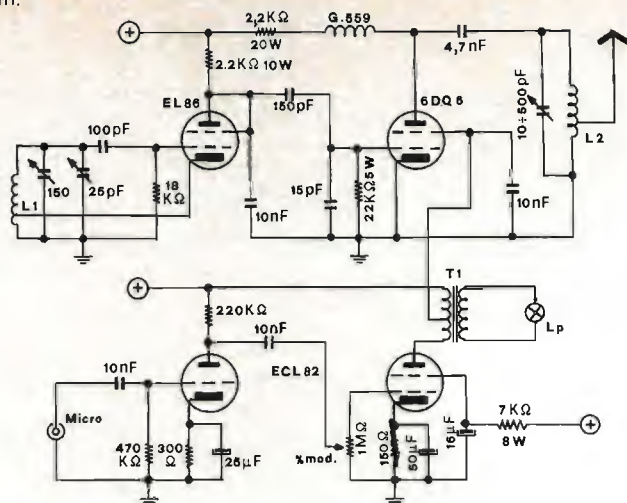 m.
2,2KΩ
20W
G.559
4,7nF
2.2KΩ 10W
EL86
150pF
6DQ6
10÷500pF
100pF
L2
150
25pF
L1
18
KΩ
15pF
22KΩ5W
10nF
10nF
T1
220KΩ
10nF
Lp
10nF
ECL82
Micro
7KΩ
8W
470
KΩ
300
Ω
25μF
%mod.
1MΩ
150Ω
50μF
16μF